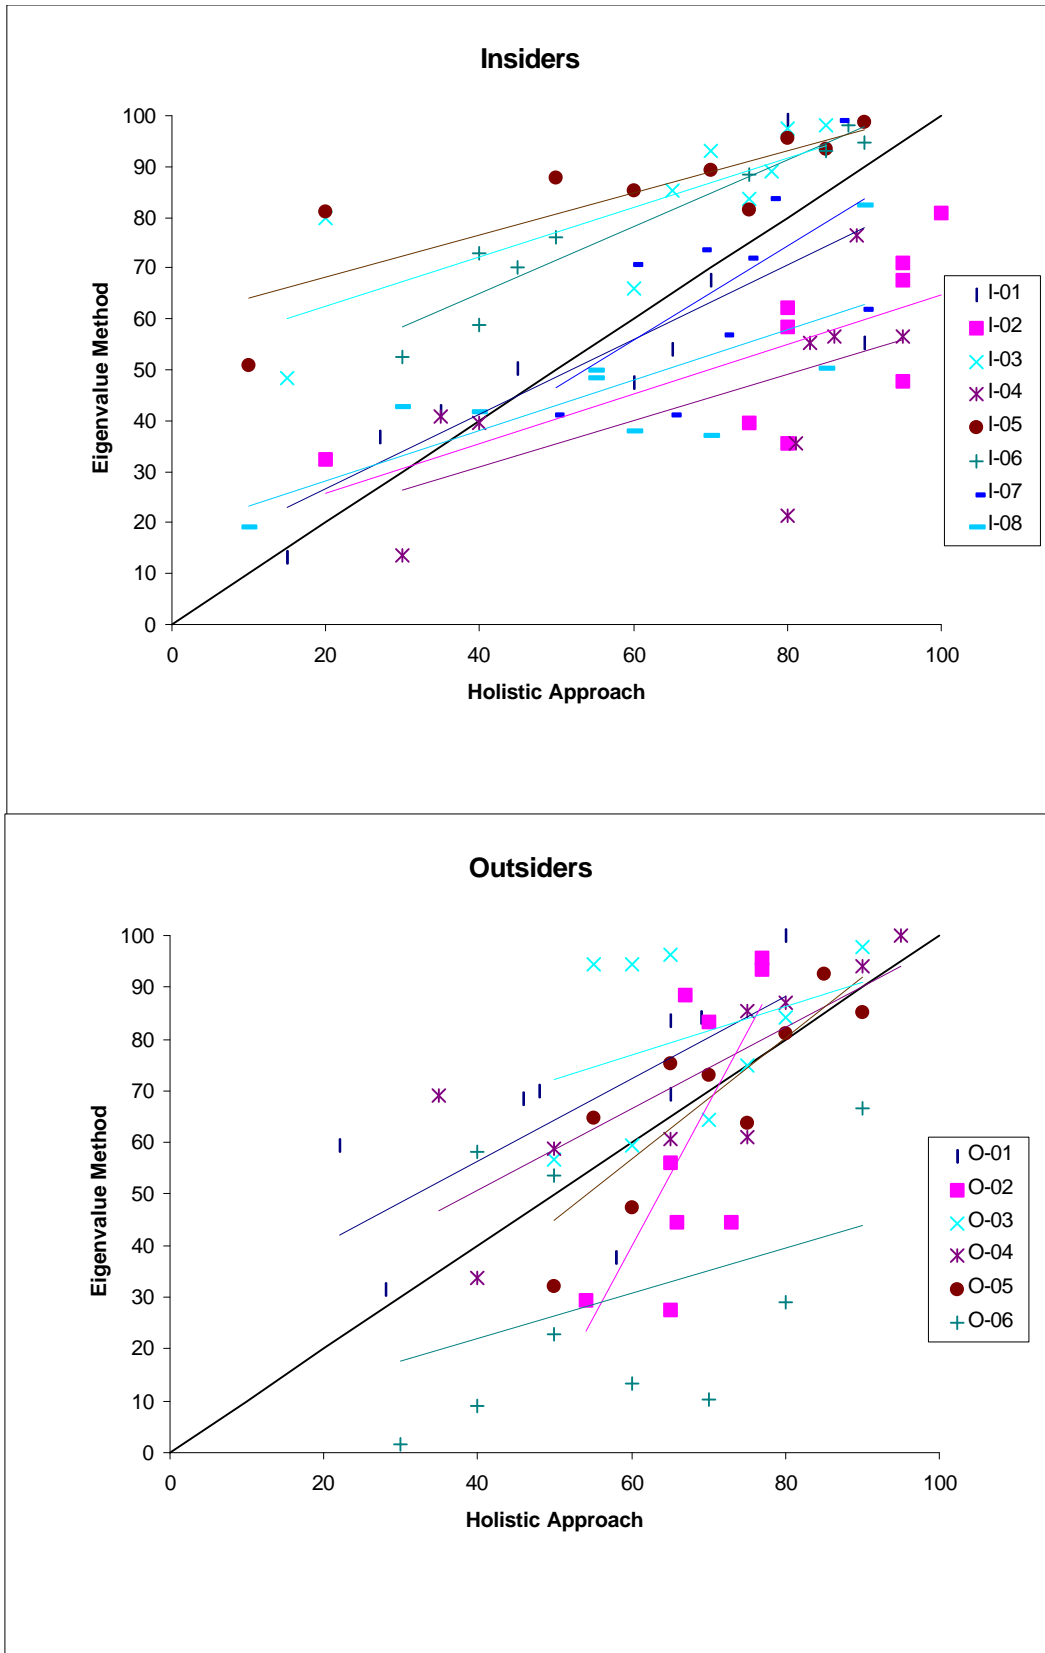 Insiders
100
90
80
70
60
50
40
30
20
10
0
0 20 40 60 80 100
Eigenvalue Method
Holistic Approach
I-01
I-02
I-03
I-04
I-05
I-06
I-07
I-08
Outsiders
100
90
80
70
60
50
40
30
20
10
0
0 20 40 60 80 100
Eigenvalue Method
Holistic Approach
O-01
O-02
O-03
O-04
O-05
O-06